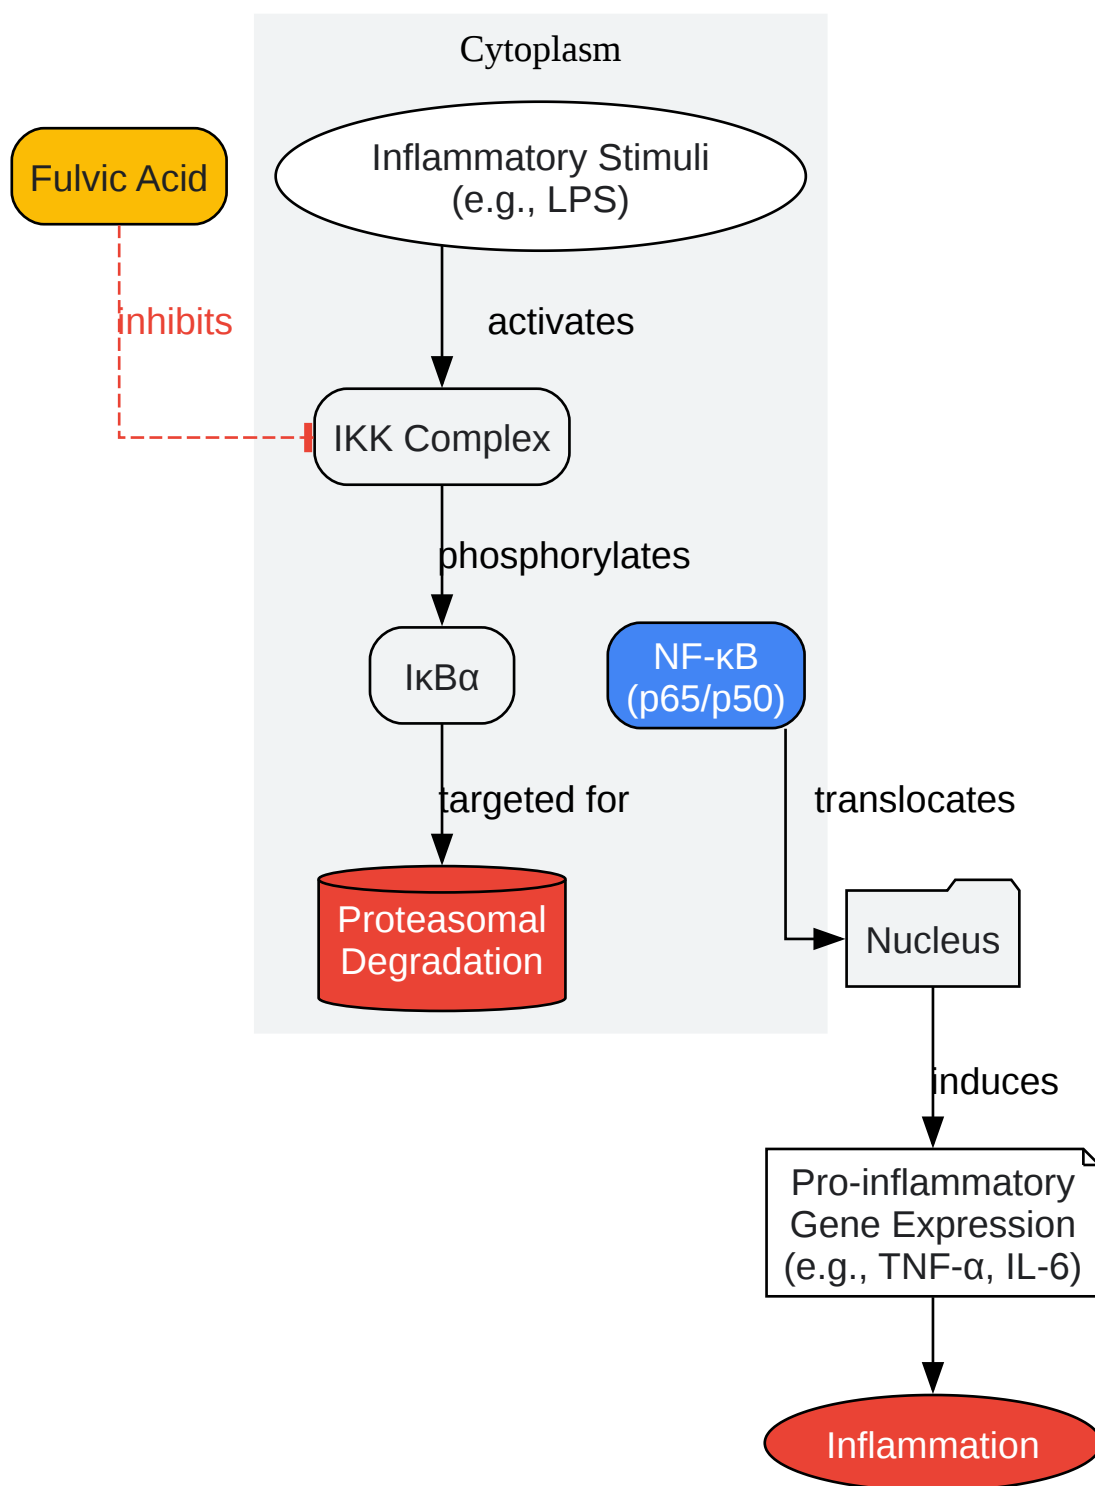 Cytoplasm
Fulvic Acid
Inflammatory Stimuli
(e.g., LPS)
inhibits
activates
IKK Complex
phosphorylates
IκBα
NF-κB
(p65/p50)
targeted for
translocates
Proteasomal
Degradation
Nucleus
induces
Pro-inflammatory
Gene Expression
(e.g., TNF-α, IL-6)
Inflammation